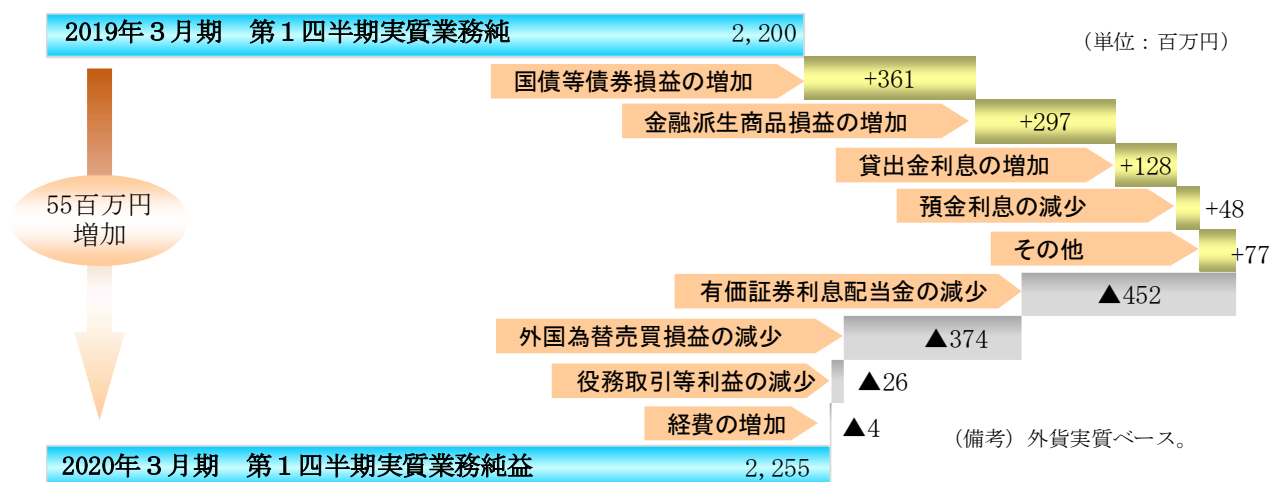 2019年３月期　第１四半期実質業務純
2,200
（単位：百万円）
国債等債券損益の増加
+361
金融派生商品損益の増加
+297
貸出金利息の増加
+128
預金利息の減少
+48
55百万円
増加
その他
+77
有価証券利息配当金の減少
▲452
外国為替売買損益の減少
▲374
役務取引等利益の減少
▲26
経費の増加
▲4
（備考）外貨実質ベース。
2020年３月期　第１四半期実質業務純益
2,255